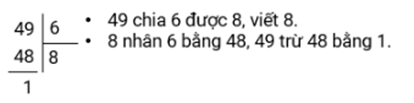 49 6
48 8
1
• 49 chia 6 được 8, viết 8.
• 8 nhân 6 bằng 48, 49 trừ 48 bằng 1.